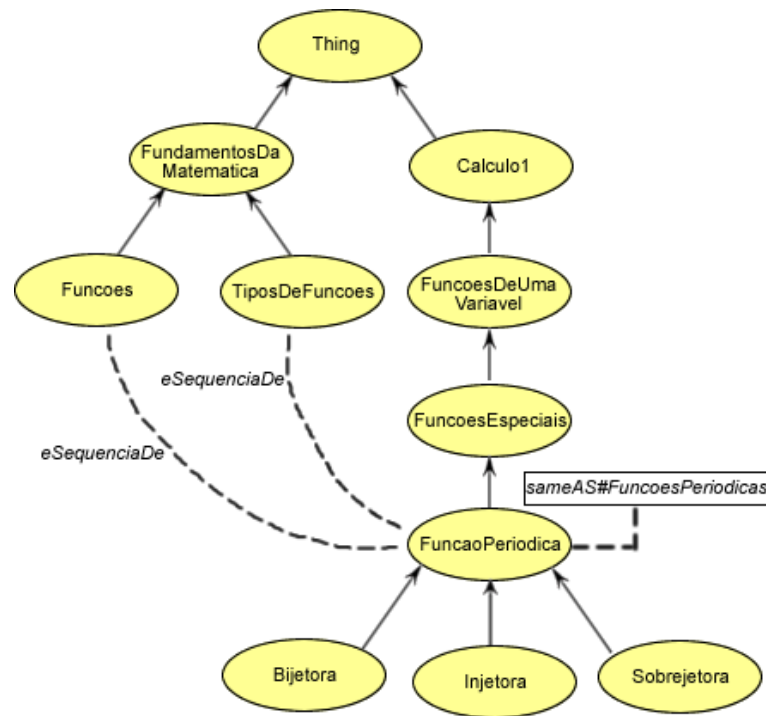 Thing
FundamentosDa
Matematica
Calculo1
Funcoes
TiposDeFuncoes
FuncoesDeUma
Variavel
eSequenciaDe
FuncoesEspeciais
eSequenciaDe
sameAS#FuncoesPeriodicas
FuncaoPeriodica
Bijetora
Injetora
Sobrejetora